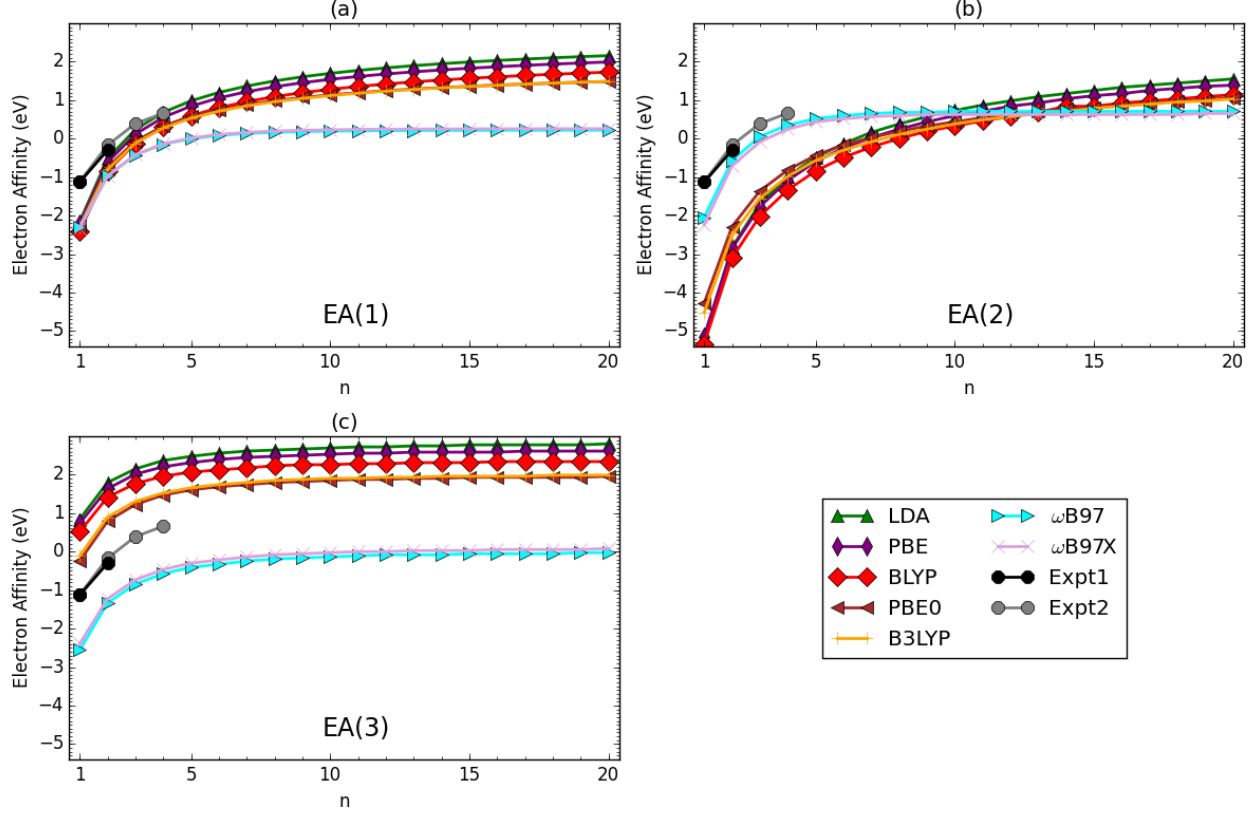 (a)
Electron Affinity (eV)
2
1
0
−1
−2
−3
−4
−5
EA(1)
1
5
10
15
20
n
(b)
Electron Affinity (eV)
2
1
0
−1
−2
−3
−4
−5
EA(2)
1
5
10
15
20
n
(c)
Electron Affinity (eV)
2
1
0
−1
−2
−3
−4
−5
EA(3)
1
5
10
15
20
n
LDA
PBE
BLYP
PBE0
B3LYP
ωB97
ωB97X
Expt1
Expt2